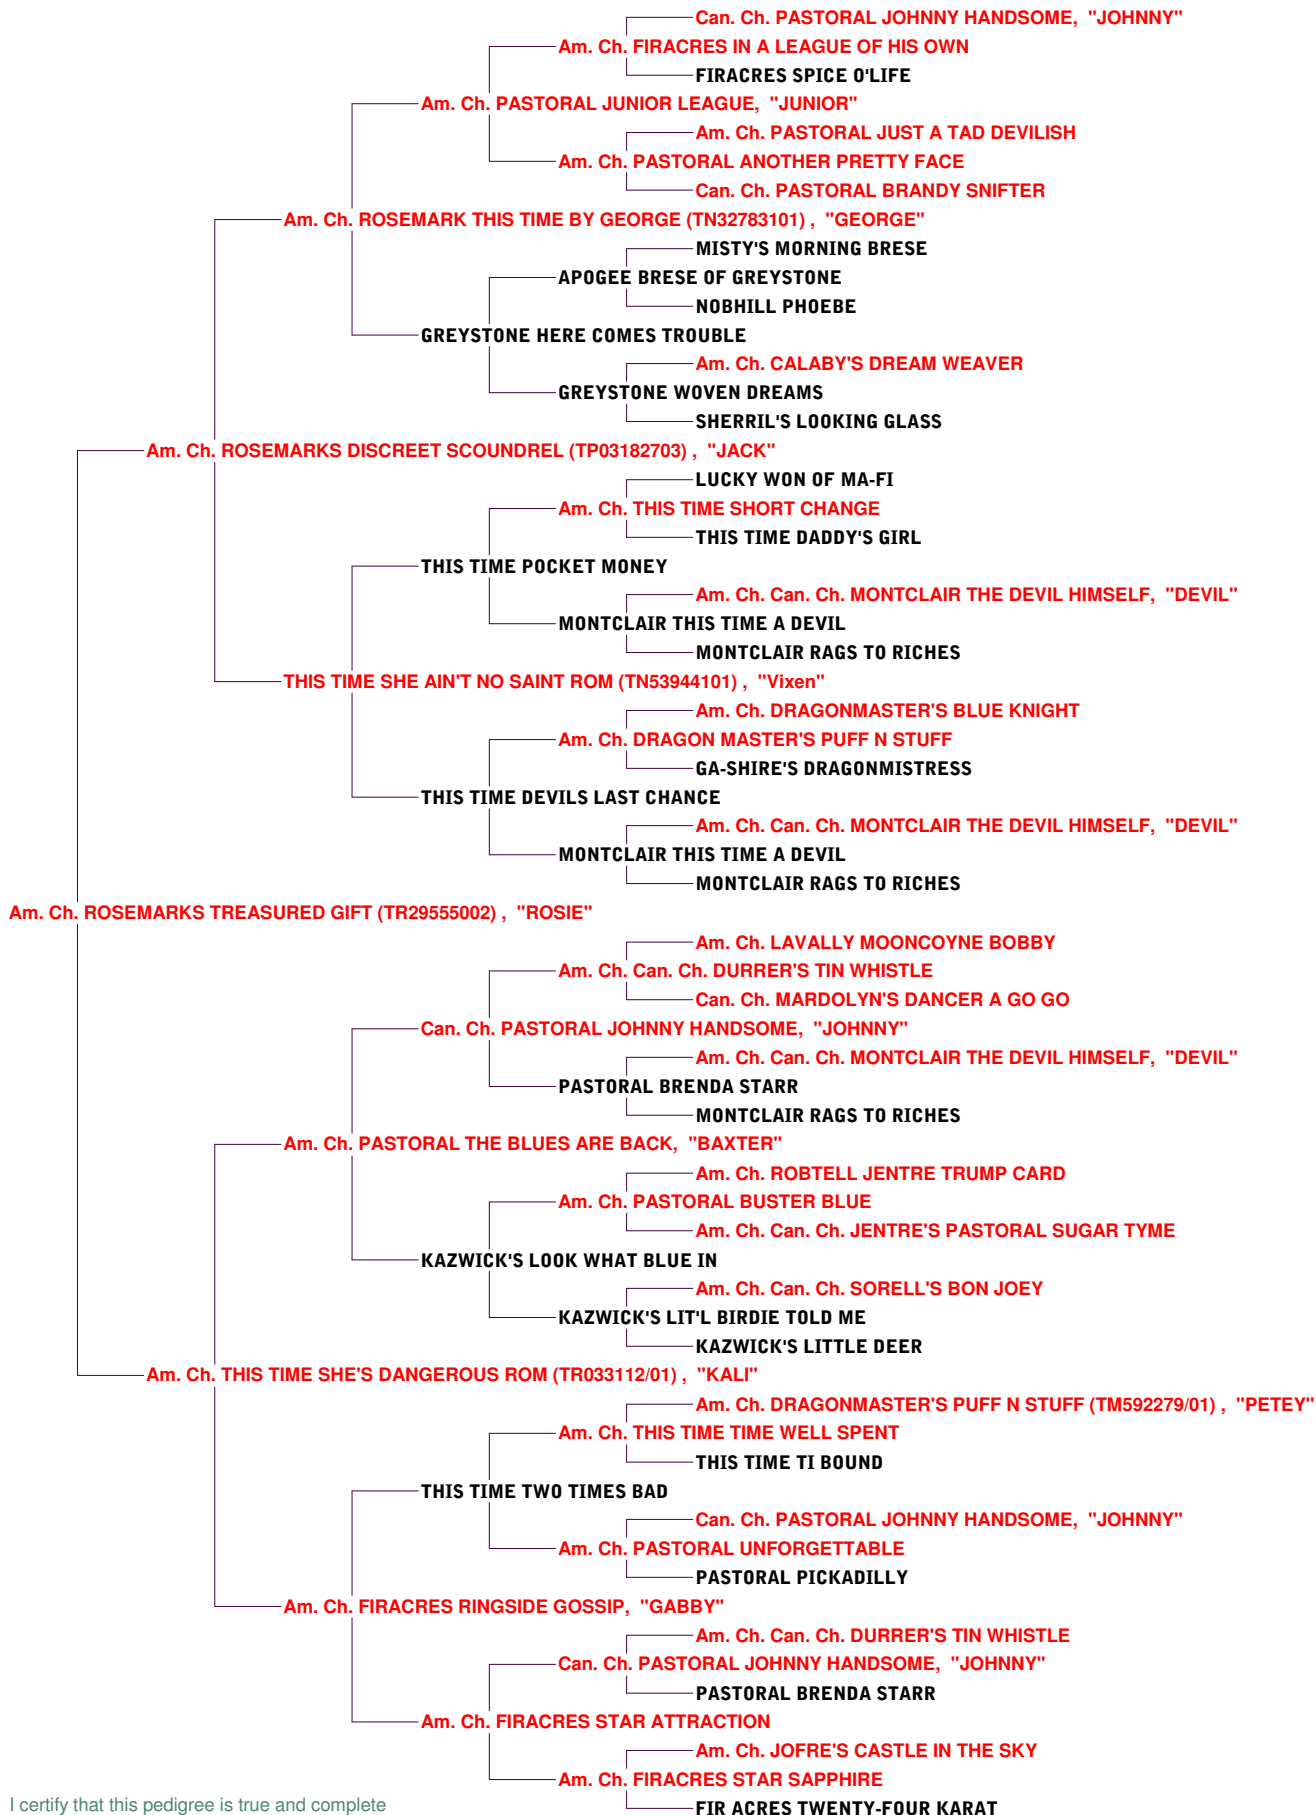 Can. Ch. PASTORAL JOHNNY HANDSOME, "JOHNNY"
Am. Ch. FIRACRES IN A LEAGUE OF HIS OWN
FIRACRES SPICE O'LIFE
Am. Ch. PASTORAL JUNIOR LEAGUE, "JUNIOR"
Am. Ch. PASTORAL JUST A TAD DEVILISH
Am. Ch. PASTORAL ANOTHER PRETTY FACE
Can. Ch. PASTORAL BRANDY SNIFTER
Am. Ch. ROSEMARK THIS TIME BY GEORGE (TN32783101) , "GEORGE"
MISTY'S MORNING BRESE
APOGEE BRESE OF GREYSTONE
NOBHILL PHOEBE
GREYSTONE HERE COMES TROUBLE
Am. Ch. CALABY'S DREAM WEAVER
GREYSTONE WOVEN DREAMS
SHERRIL'S LOOKING GLASS
Am. Ch. ROSEMARKS DISCREET SCOUNDREL (TP03182703) , "JACK"
LUCKY WON OF MA-FI
Am. Ch. THIS TIME SHORT CHANGE
THIS TIME DADDY'S GIRL
THIS TIME POCKET MONEY
Am. Ch. Can. Ch. MONTCLAIR THE DEVIL HIMSELF, "DEVIL"
MONTCLAIR THIS TIME A DEVIL
MONTCLAIR RAGS TO RICHES
THIS TIME SHE AIN'T NO SAINT ROM (TN53944101) , "Vixen"
Am. Ch. DRAGONMASTER'S BLUE KNIGHT
Am. Ch. DRAGON MASTER'S PUFF N STUFF
GA-SHIRE'S DRAGONMISTRESS
THIS TIME DEVILS LAST CHANCE
Am. Ch. Can. Ch. MONTCLAIR THE DEVIL HIMSELF, "DEVIL"
MONTCLAIR THIS TIME A DEVIL
MONTCLAIR RAGS TO RICHES
Am. Ch. ROSEMARKS TREASURED GIFT (TR29555002) , "ROSIE"
Am. Ch. LAVALLY MOONCOYNE BOBBY
Am. Ch. Can. Ch. DURRER'S TIN WHISTLE
Can. Ch. MARDOLYN'S DANCER A GO GO
Can. Ch. PASTORAL JOHNNY HANDSOME, "JOHNNY"
Am. Ch. Can. Ch. MONTCLAIR THE DEVIL HIMSELF, "DEVIL"
PASTORAL BRENDA STARR
MONTCLAIR RAGS TO RICHES
Am. Ch. PASTORAL THE BLUES ARE BACK, "BAXTER"
Am. Ch. ROBTELL JENTRE TRUMP CARD
Am. Ch. PASTORAL BUSTER BLUE
Am. Ch. Can. Ch. JENTRE'S PASTORAL SUGAR TYME
KAZWICK'S LOOK WHAT BLUE IN
Am. Ch. Can. Ch. SORELL'S BON JOEY
KAZWICK'S LIT'L BIRDIE TOLD ME
KAZWICK'S LITTLE DEER
Am. Ch. THIS TIME SHE'S DANGEROUS ROM (TR033112/01) , "KALI"
Am. Ch. DRAGONMASTER'S PUFF N STUFF (TM592279/01) , "PETEY"
Am. Ch. THIS TIME TIME WELL SPENT
THIS TIME TI BOUND
THIS TIME TWO TIMES BAD
Can. Ch. PASTORAL JOHNNY HANDSOME, "JOHNNY"
Am. Ch. PASTORAL UNFORGETTABLE
PASTORAL PICKADILLY
Am. Ch. FIRACRES RINGSIDE GOSSIP, "GABBY"
Am. Ch. Can. Ch. DURRER'S TIN WHISTLE
Can. Ch. PASTORAL JOHNNY HANDSOME, "JOHNNY"
PASTORAL BRENDA STARR
Am. Ch. FIRACRES STAR ATTRACTION
Am. Ch. JOFRE'S CASTLE IN THE SKY
Am. Ch. FIRACRES STAR SAPPHIRE
I certify that this pedigree is true and complete
FIR ACRES TWENTY-FOUR KARAT